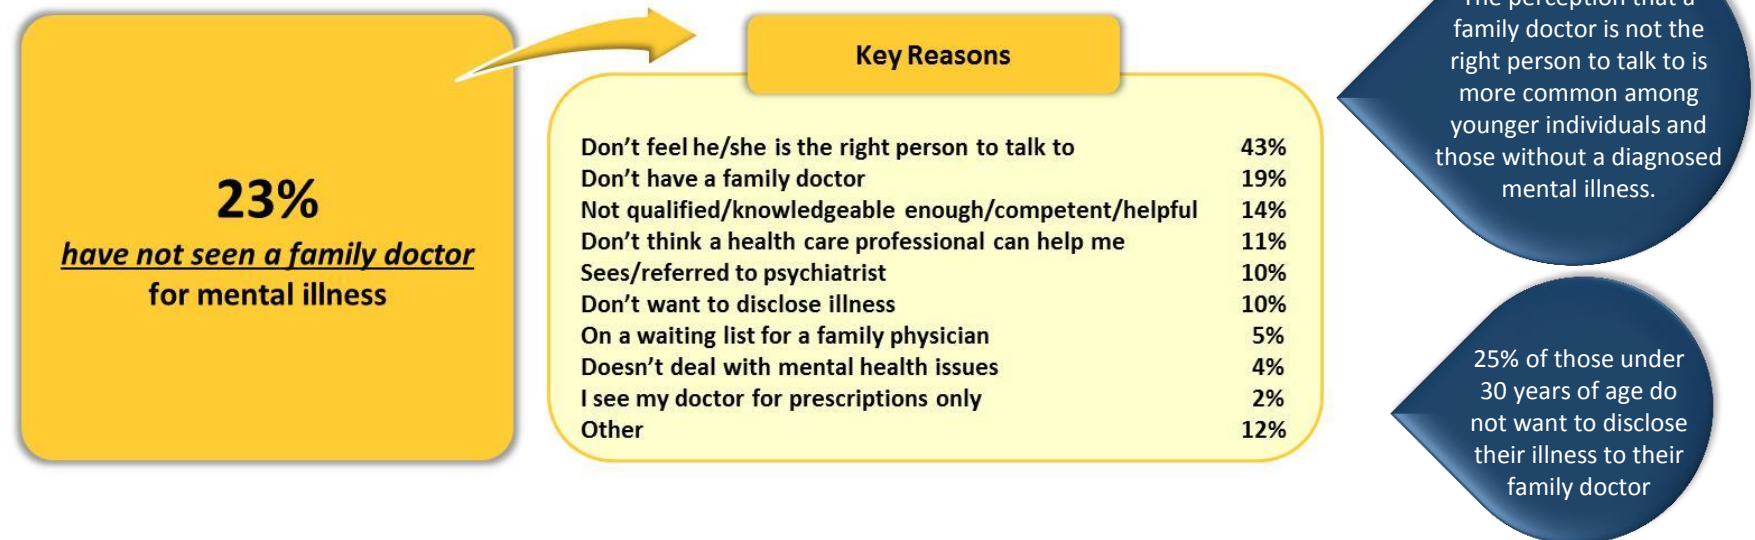 23%
have not seen a family doctor
for mental illness
Key Reasons
Don’t feel he/she is the right person to talk to 43%
Don’t have a family doctor 19%
Not qualified/knowledgeable enough/competent/helpful 14%
Don’t think a health care professional can help me 11%
Sees/referred to psychiatrist 10%
Don’t want to disclose illness 10%
On a waiting list for a family physician 5%
Doesn’t deal with mental health issues 4%
I see my doctor for prescriptions only 2%
Other 12%
The perception that a
family doctor is not the
right person to talk to is
more common among
younger individuals and
those without a diagnosed
mental illness.
25% of those under
30 years of age do
not want to disclose
their illness to their
family doctor